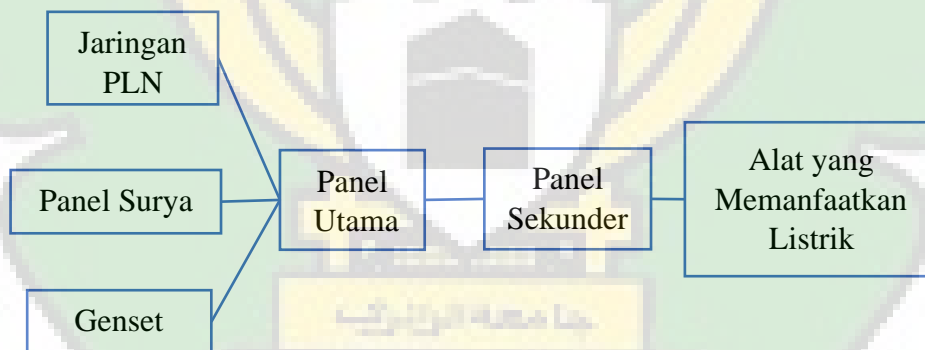 Jaringan
PLN
Panel Surya
Genset
Panel
Utama
Panel
Sekunder
Alat yang
Memanfaatkan
Listrik